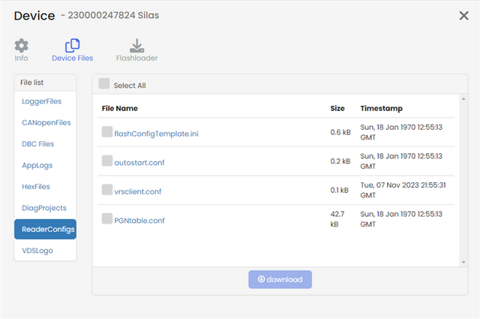 Device - 230000247824 Silas
Info
Device Files
Flashloader
File list
LoggerFiles
CANopenFiles
DBC Files
AppLogs
HexFiles
DiagProjects
ReaderConfigs
VDSLogo
Select All
File Name Size Timestamp
flashConfigTemplate.ini 0.6 kB Sun, 18 Jan 1970 12:55:13
GMT
autostart.conf 0.2 kB Sun, 18 Jan 1970 12:55:13
GMT
vrsclient.conf 0.1 kB Tue, 07 Nov 2023 21:55:31
GMT
PGNtable.conf 42.7 Sun, 18 Jan 1970 12:55:13
kB GMT
download